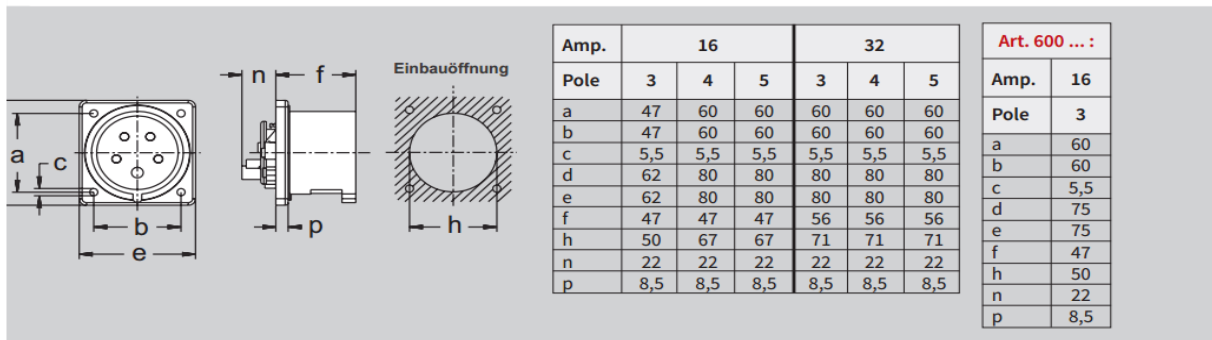 n f
Einbauöffnung
a
c
b
e
p
h
Amp. 16 32
Pole 3 4 5 3 4 5
a 47 60 60 60 60 60
b 47 60 60 60 60 60
c 5,5 5,5 5,5 5,5 5,5 5,5
d 62 80 80 80 80 80
e 62 80 80 80 80 80
f 47 47 47 56 56 56
h 50 67 67 71 71 71
n 22 22 22 22 22 22
p 8,5 8,5 8,5 8,5 8,5 8,5
Art. 600 ... :
Amp. 16
Pole 3
a 60
b 60
c 5,5
d 75
e 75
f 47
h 50
n 22
p 8,5